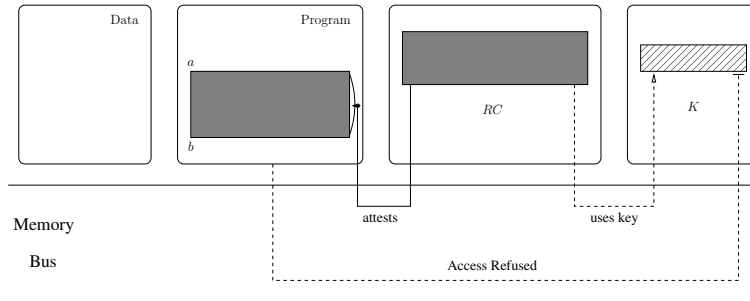 Data
Program
a
b
RC
K
attests
uses key
Memory
Bus
Access Refused